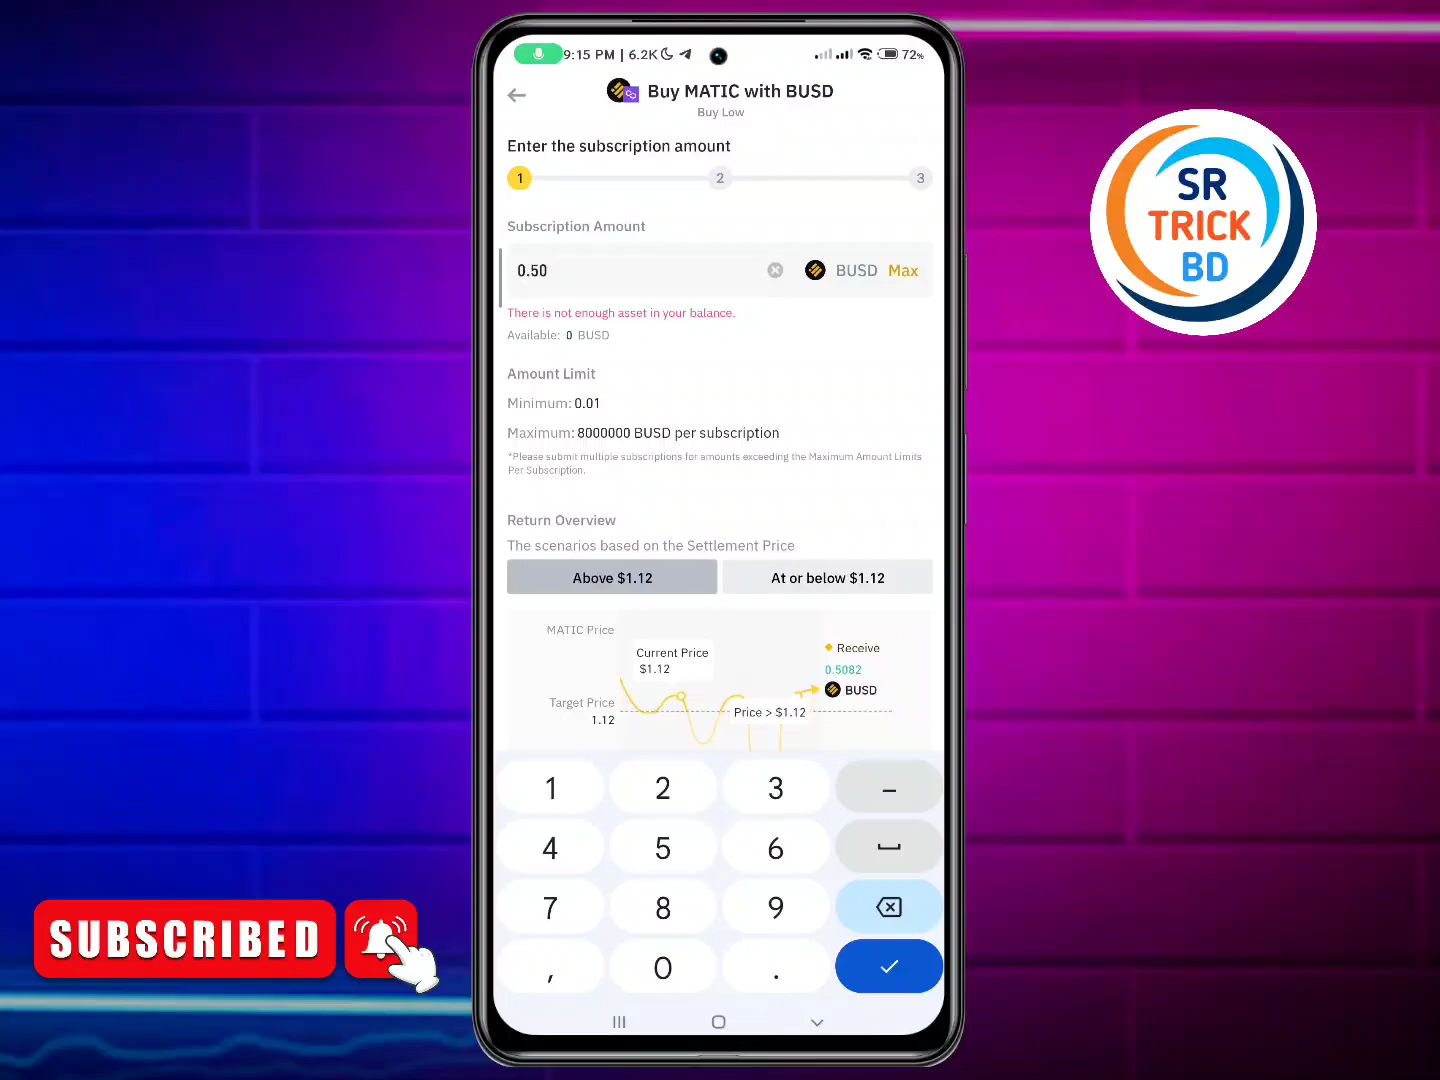 9:15 PM | 6.2K
72%
Buy MATIC with BUSD
Buy Low
Enter the subscription amount
1 2 3
Subscription Amount
0.50 BUSD Max
There is not enough asset in your balance.
Available: 0 BUSD
Amount Limit
Minimum: 0.01
Maximum: 8000000 BUSD per subscription
*Please submit multiple subscriptions for amounts exceeding the Maximum Amount Limits
Per Subscription.
Return Overview
The scenarios based on the Settlement Price
Above $1.12 At or below $1.12
MATIC Price
Current Price
$1.12
Receive
0.5082
BUSD
Target Price
1.12
Price > $1.12
1 2 3 –
4 5 6
7 8 9
, 0 .
SR
TRICK
BD
SUBSCRIBED